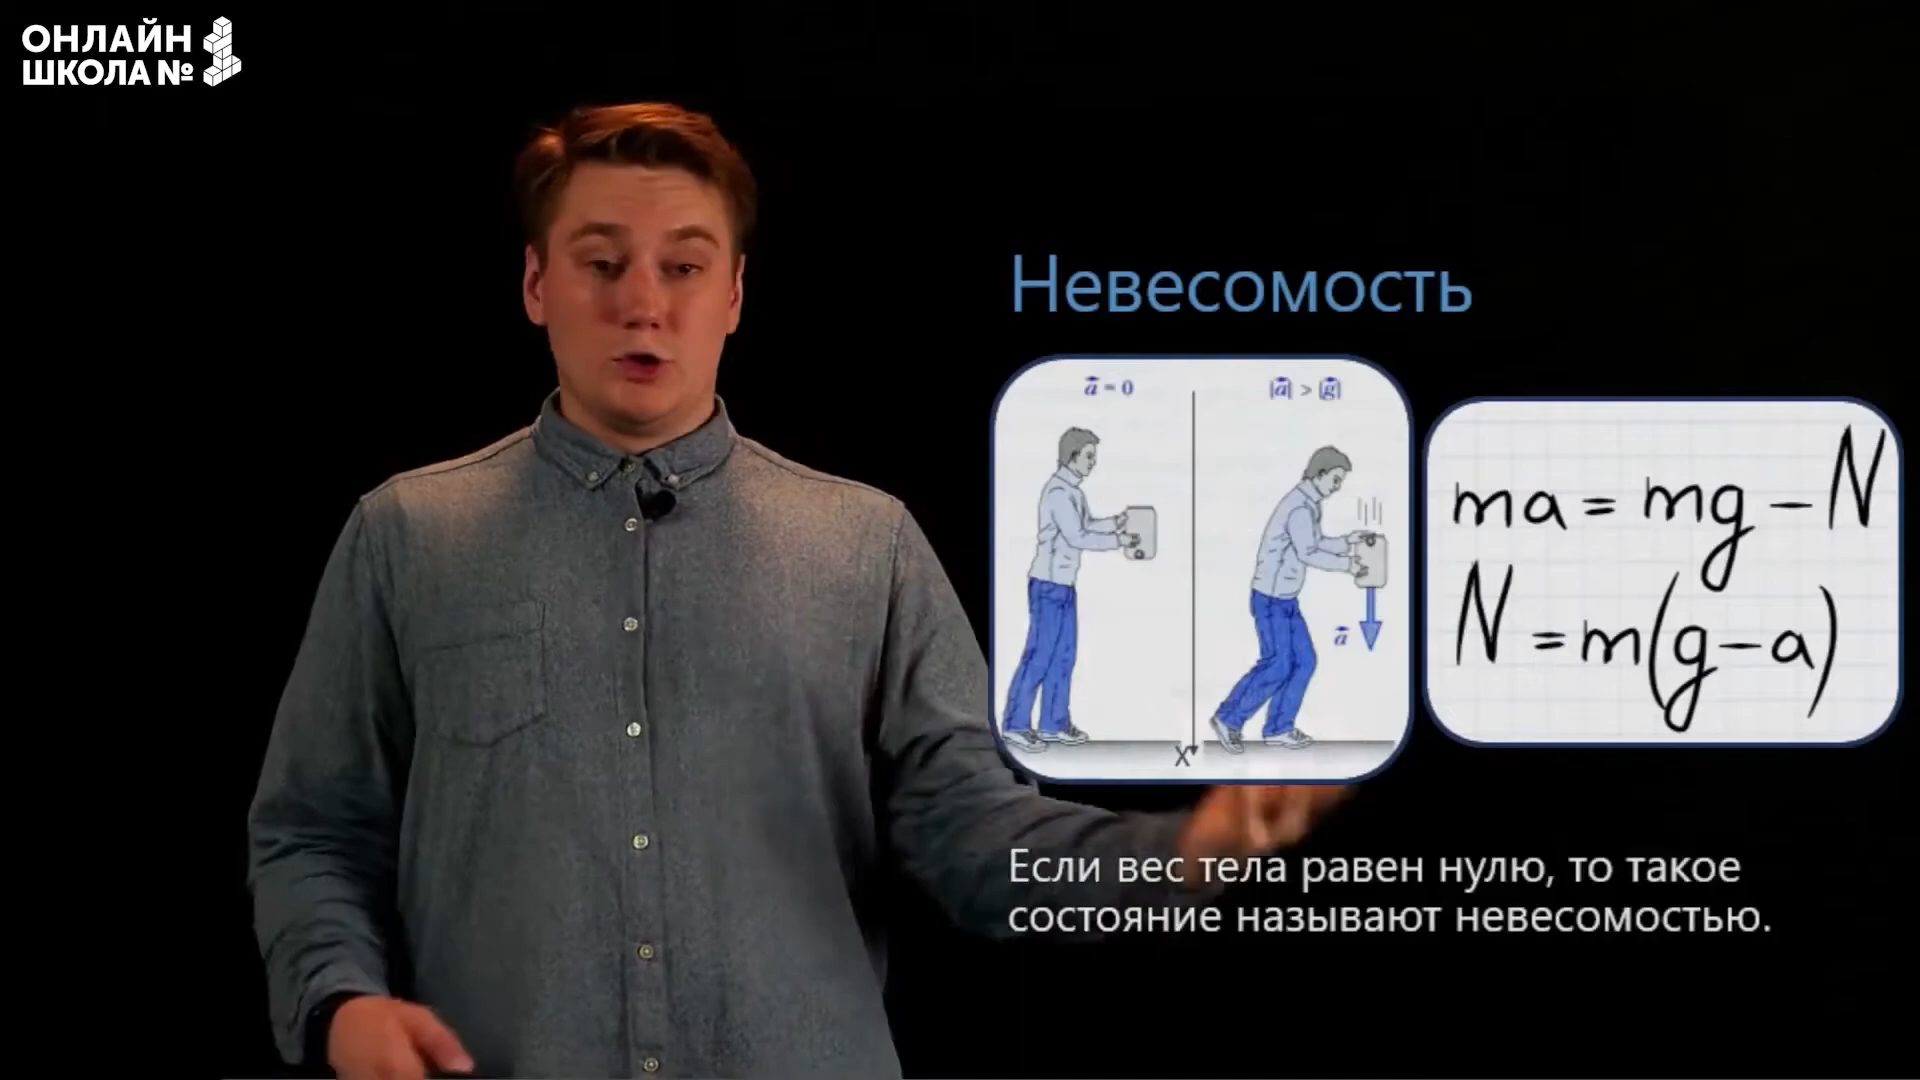 ОНЛАЙН
ШКОЛА №
Невесомость
a⃗ = 0
|a⃗| > |g⃗|
a⃗
X
ma = mg - N
N = m(g-a)
Если вес тела равен нулю, то такое
состояние называют невесомостью.